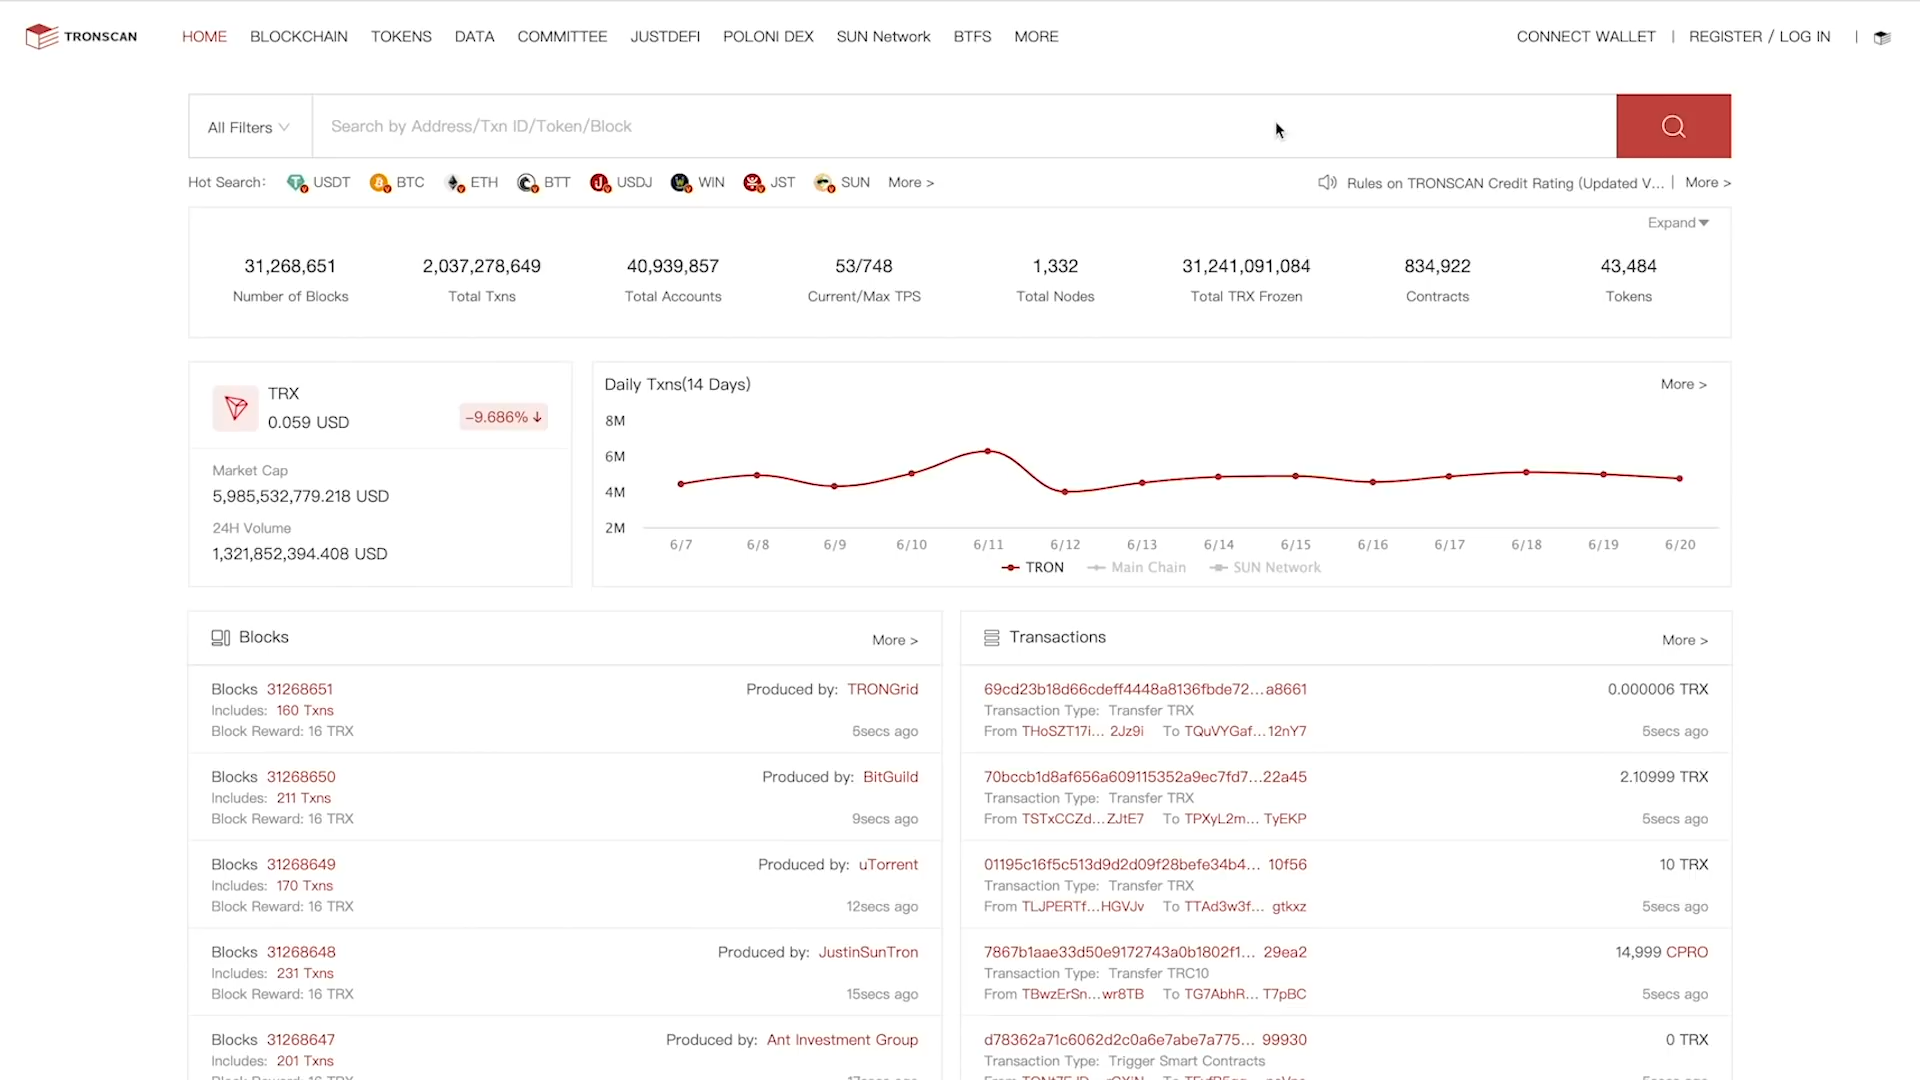 TRONSCAN HOME BLOCKCHAIN TOKENS DATA COMMITTEE JUSTDEFI POLONI DEX SUN Network BTFS MORE CONNECT WALLET | REGISTER / LOG IN |
All Filters Search by Address/Txn ID/Token/Block
Hot Search: USDT BTC ETH BTT USDJ WIN JST SUN More > Rules on TRONSCAN Credit Rating (Updated V... | More >
Expand
31,268,651 2,037,278,649 40,939,857 53/748 1,332 31,241,091,084 834,922 43,484
Number of Blocks Total Txns Total Accounts Current/Max TPS Total Nodes Total TRX Frozen Contracts Tokens
TRX
0.059 USD
-9.686% ↓
Market Cap
5,985,532,779.218 USD
24H Volume
1,321,852,394.408 USD
Daily Txns(14 Days) More >
8M
6M
4M
2M
6/7 6/8 6/9 6/10 6/11 6/12 6/13 6/14 6/15 6/16 6/17 6/18 6/19 6/20
TRON Main Chain SUN Network
Blocks More >
Blocks 31268651 Produced by: TRONGrid
Includes: 160 Txns
Block Reward: 16 TRX 5secs ago
Blocks 31268650 Produced by: BitGuild
Includes: 211 Txns
Block Reward: 16 TRX 9secs ago
Blocks 31268649 Produced by: uTorrent
Includes: 170 Txns
Block Reward: 16 TRX 12secs ago
Blocks 31268648 Produced by: JustinSunTron
Includes: 231 Txns
Block Reward: 16 TRX 15secs ago
Blocks 31268647 Produced by: Ant Investment Group
Includes: 201 Txns
Block Reward: 16 TRX
Transactions More >
69cd23b18d66cdeff4448a8136fbde72...a8661 0.000006 TRX
Transaction Type: Transfer TRX
From THoSZT17i... 2Jz9i To TQuVYGaf...12nY7 5secs ago
70bccb1d8af656a609115352a9ec7fd7...22a45 2.10999 TRX
Transaction Type: Transfer TRX
From TSTxCCZd...ZJtE7 To TPXyL2m... TyEKP 5secs ago
01195c16f5c513d9d2d09f28befe34b4... 10f56 10 TRX
Transaction Type: Transfer TRX
From TLJPERTf...HGVJv To TTAd3w3f... gtkxz 5secs ago
7867b1aae33d50e9172743a0b1802f1... 29ea2 14,999 CPRO
Transaction Type: Transfer TRC10
From TBwzErSn...wr8TB To TG7AbhR... T7pBC 5secs ago
d78362a71c6062d2c0a6e7abe7a775... 99930 0 TRX
Transaction Type: Trigger Smart Contracts